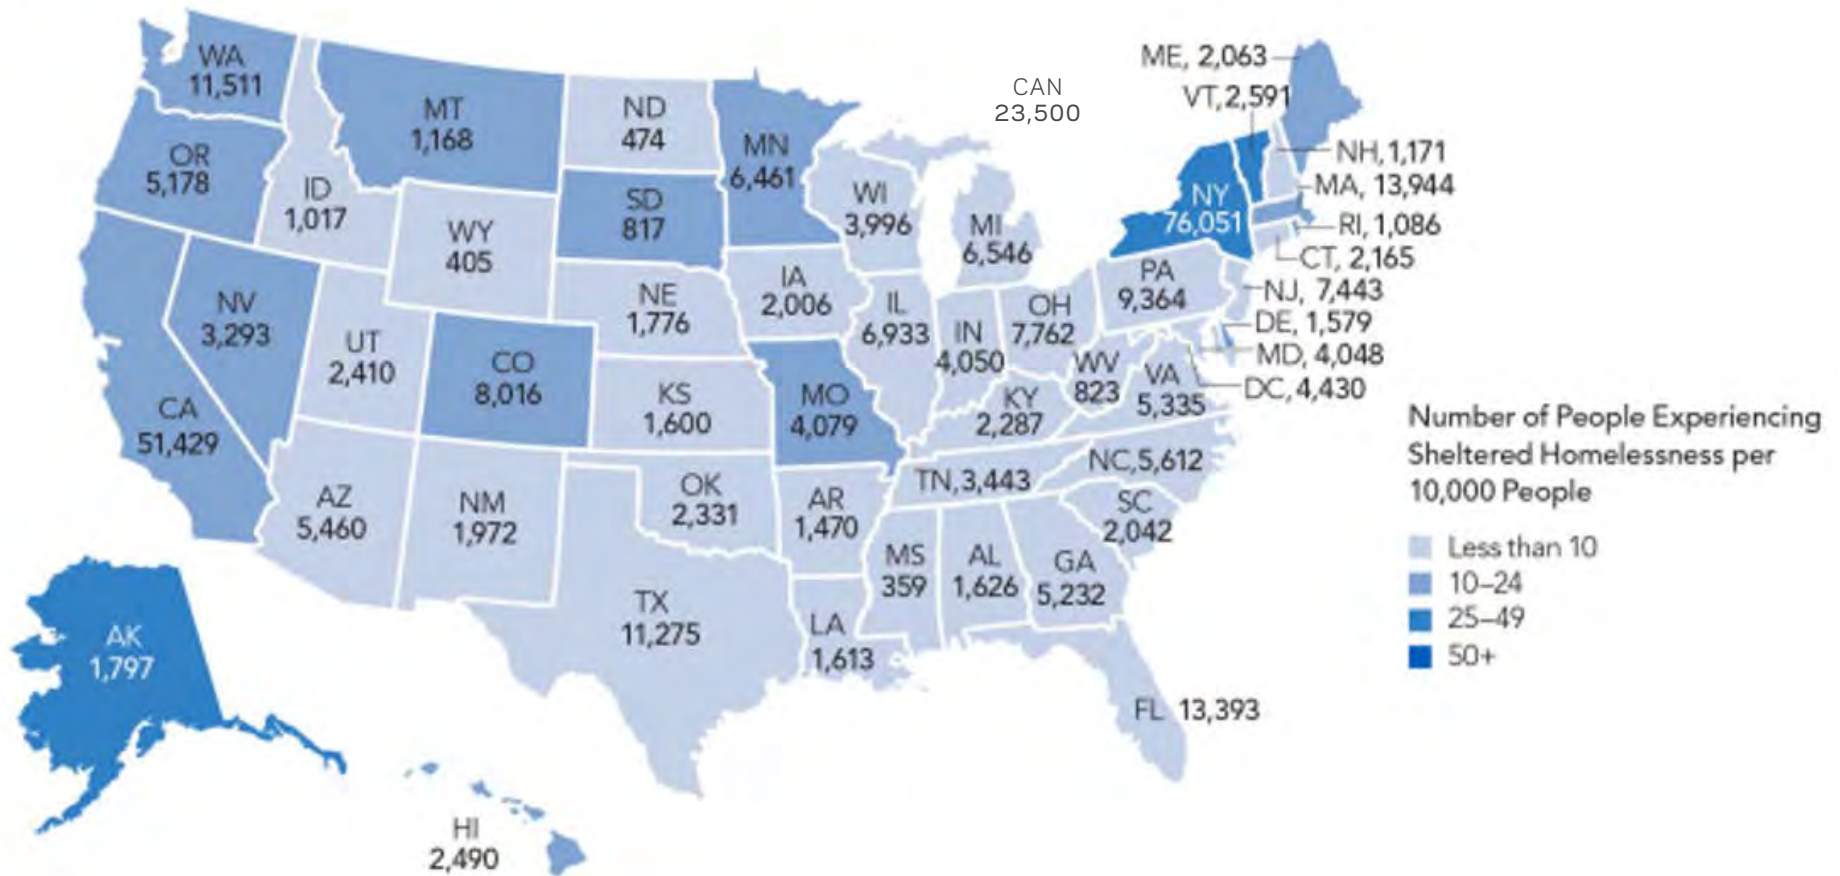 WA
11,511
MT
1,168
ND
474
MN
6,461
CAN
23,500
ME, 2,063
VT, 2,591
NH, 1,171
MA, 13,944
RI, 1,086
CT, 2,165
NJ, 7,443
DE, 1,579
MD, 4,048
DC, 4,430
OR
5,178
ID
1,017
WY
405
SD
817
WI
3,996
MI
6,546
NY
76,051
NV
3,293
UT
2,410
CO
8,016
NE
1,776
IA
2,006
IL
6,933
IN
4,050
OH
7,762
PA
9,364
CA
51,429
KS
1,600
MO
4,079
KY
2,287
WV
823
VA
5,335
AZ
5,460
NM
1,972
OK
2,331
AR
1,470
TN, 3,443
NC, 5,612
SC
2,042
MS
359
AL
1,626
GA
5,232
TX
11,275
LA
1,613
FL 13,393
AK
1,797
HI
2,490
Number of People Experiencing
Sheltered Homelessness per
10,000 People
Less than 10
10–24
25–49
50+